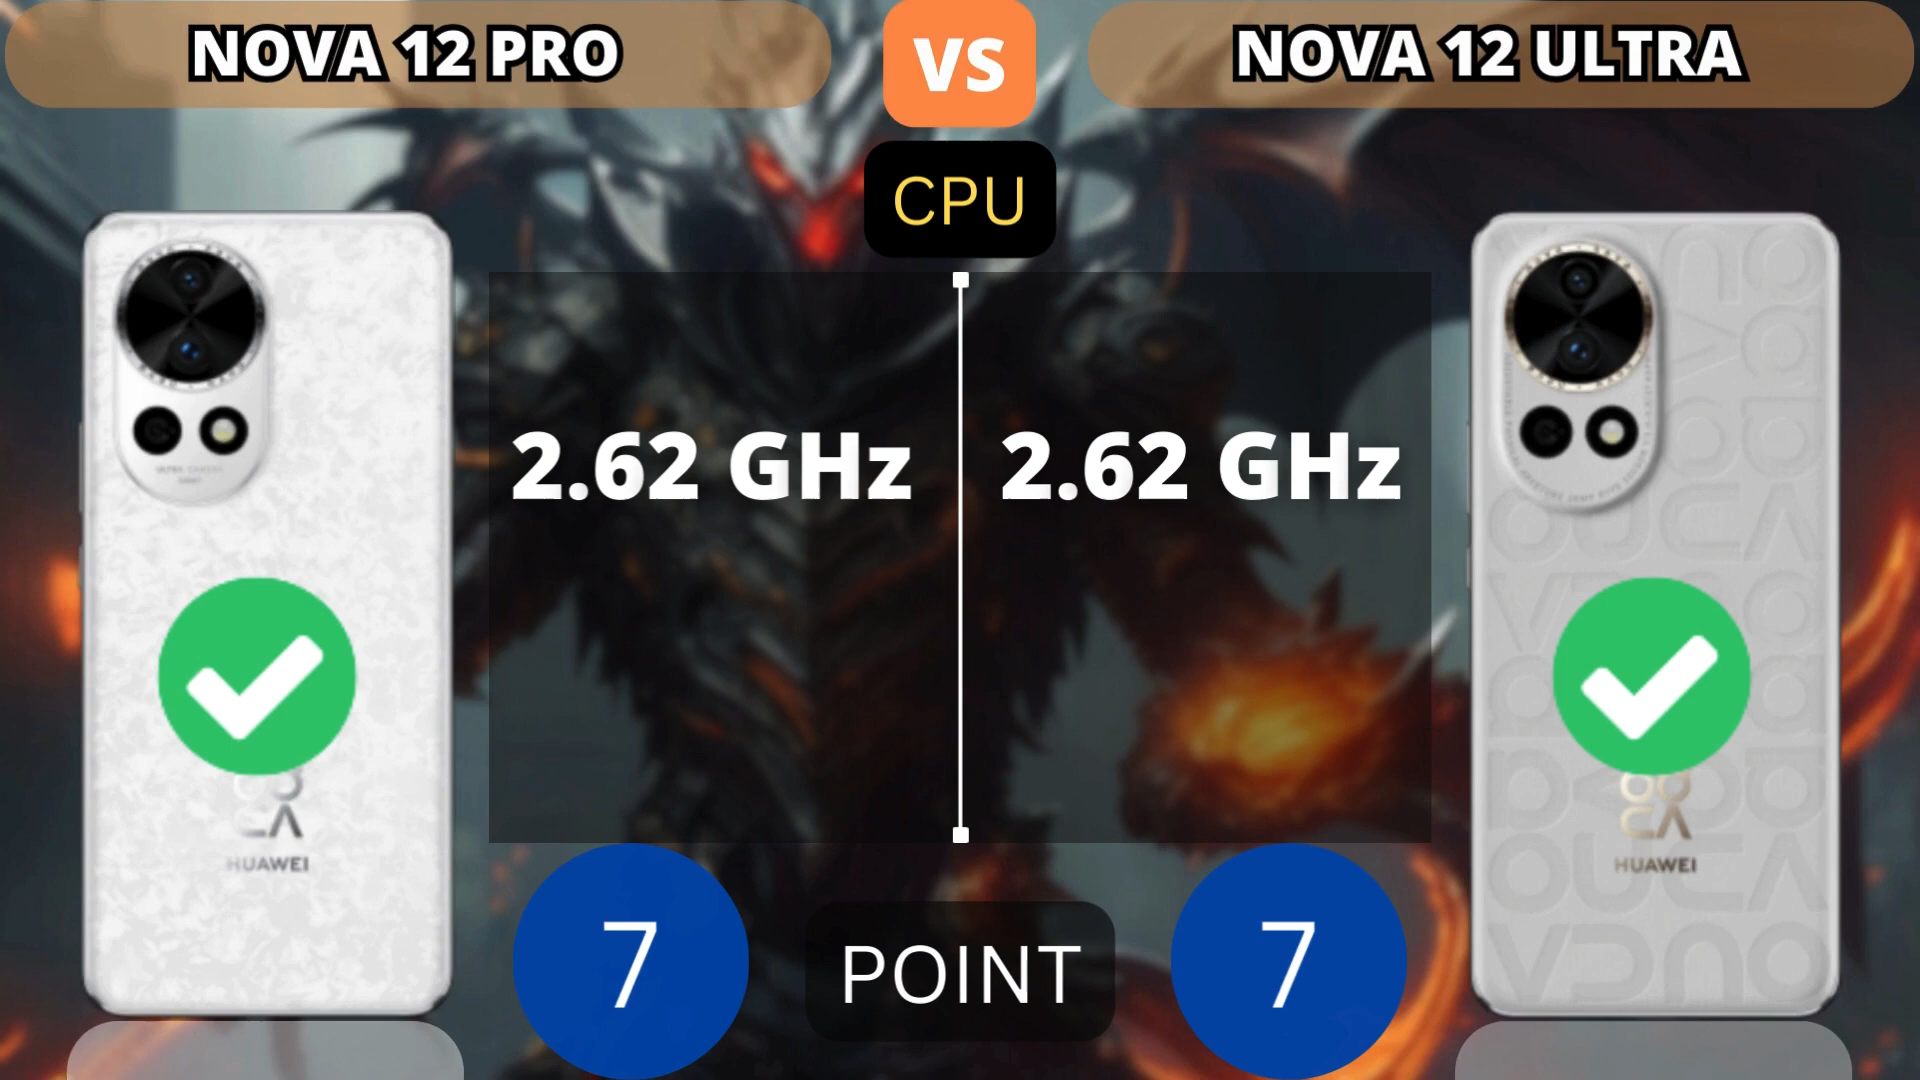 NOVA 12 PRO
VS
NOVA 12 ULTRA
CPU
2.62 GHz
2.62 GHz
HUAWEI
HUAWEI
7
POINT
7